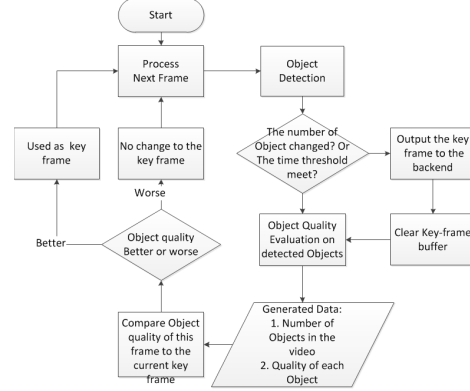 Start
Process
Next Frame
Object
Detection
The number of
Object changed? Or
The time threshold
meet?
Output the key
frame to the
backend
Clear Key-frame
buffer
Object Quality
Evaluation on
detected Objects
Generated Data:
1. Number of
Objects in the
video
2. Quality of each
Object
Compare Object
quality of this
frame to the
current key
frame
Object quality
Better or worse
Better
Worse
Used as key
frame
No change to the
key frame